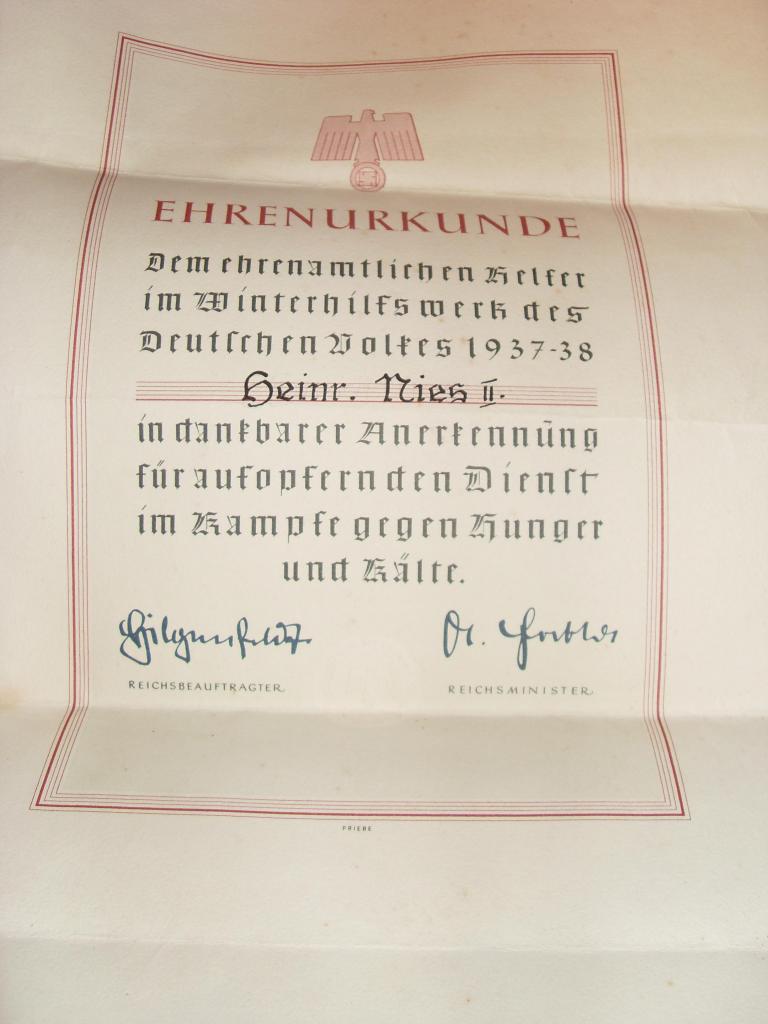 EHRENURKUNDE
Dem ehrenamtlichen Helfer
im Winterhilfswerk des
Deutschen Volkes 1937-38
Heinr. Nies II.
in dankbarer Anerkennung
für aufopfernden Dienst
im Kampfe gegen Hunger
und Kälte.
Hilgenfeldt Dr. Goebbels
REICHSBEAUFTRAGTER REICHSMINISTER
PRIEBE